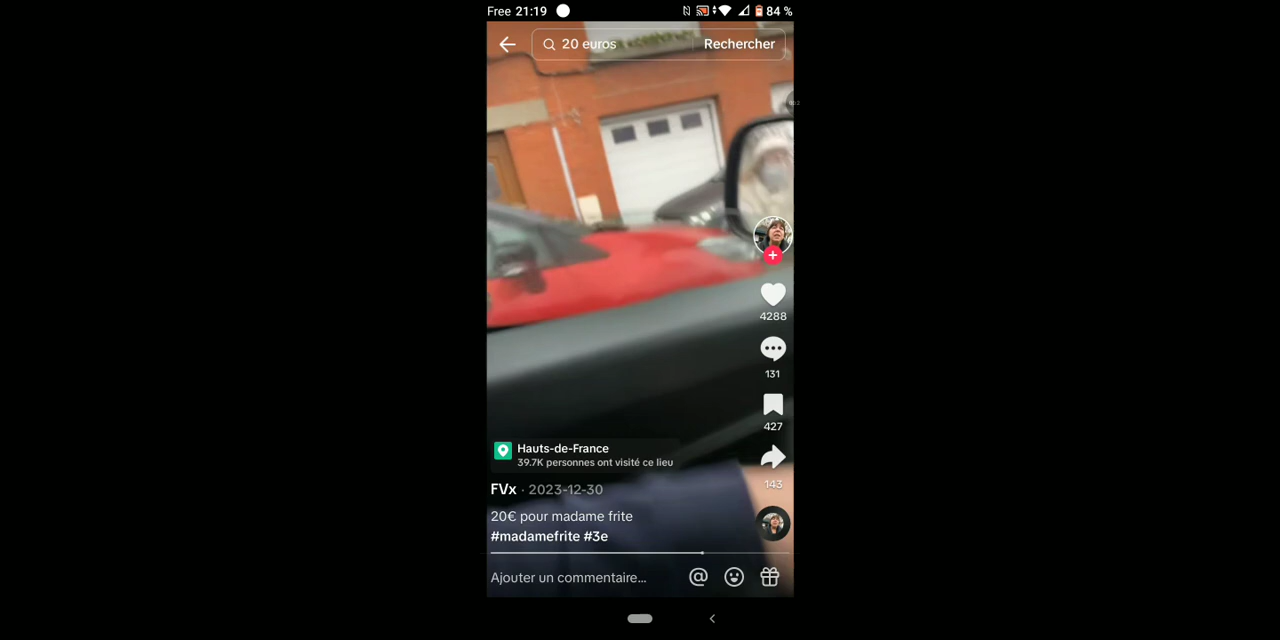 Free 21:19
84 %
20 euros
Rechercher
4288
131
427
143
Hauts-de-France
39.7K personnes ont visité ce lieu
FVx · 2023-12-30
20€ pour madame frite
#madamefrite #3e
Ajouter un commentaire...